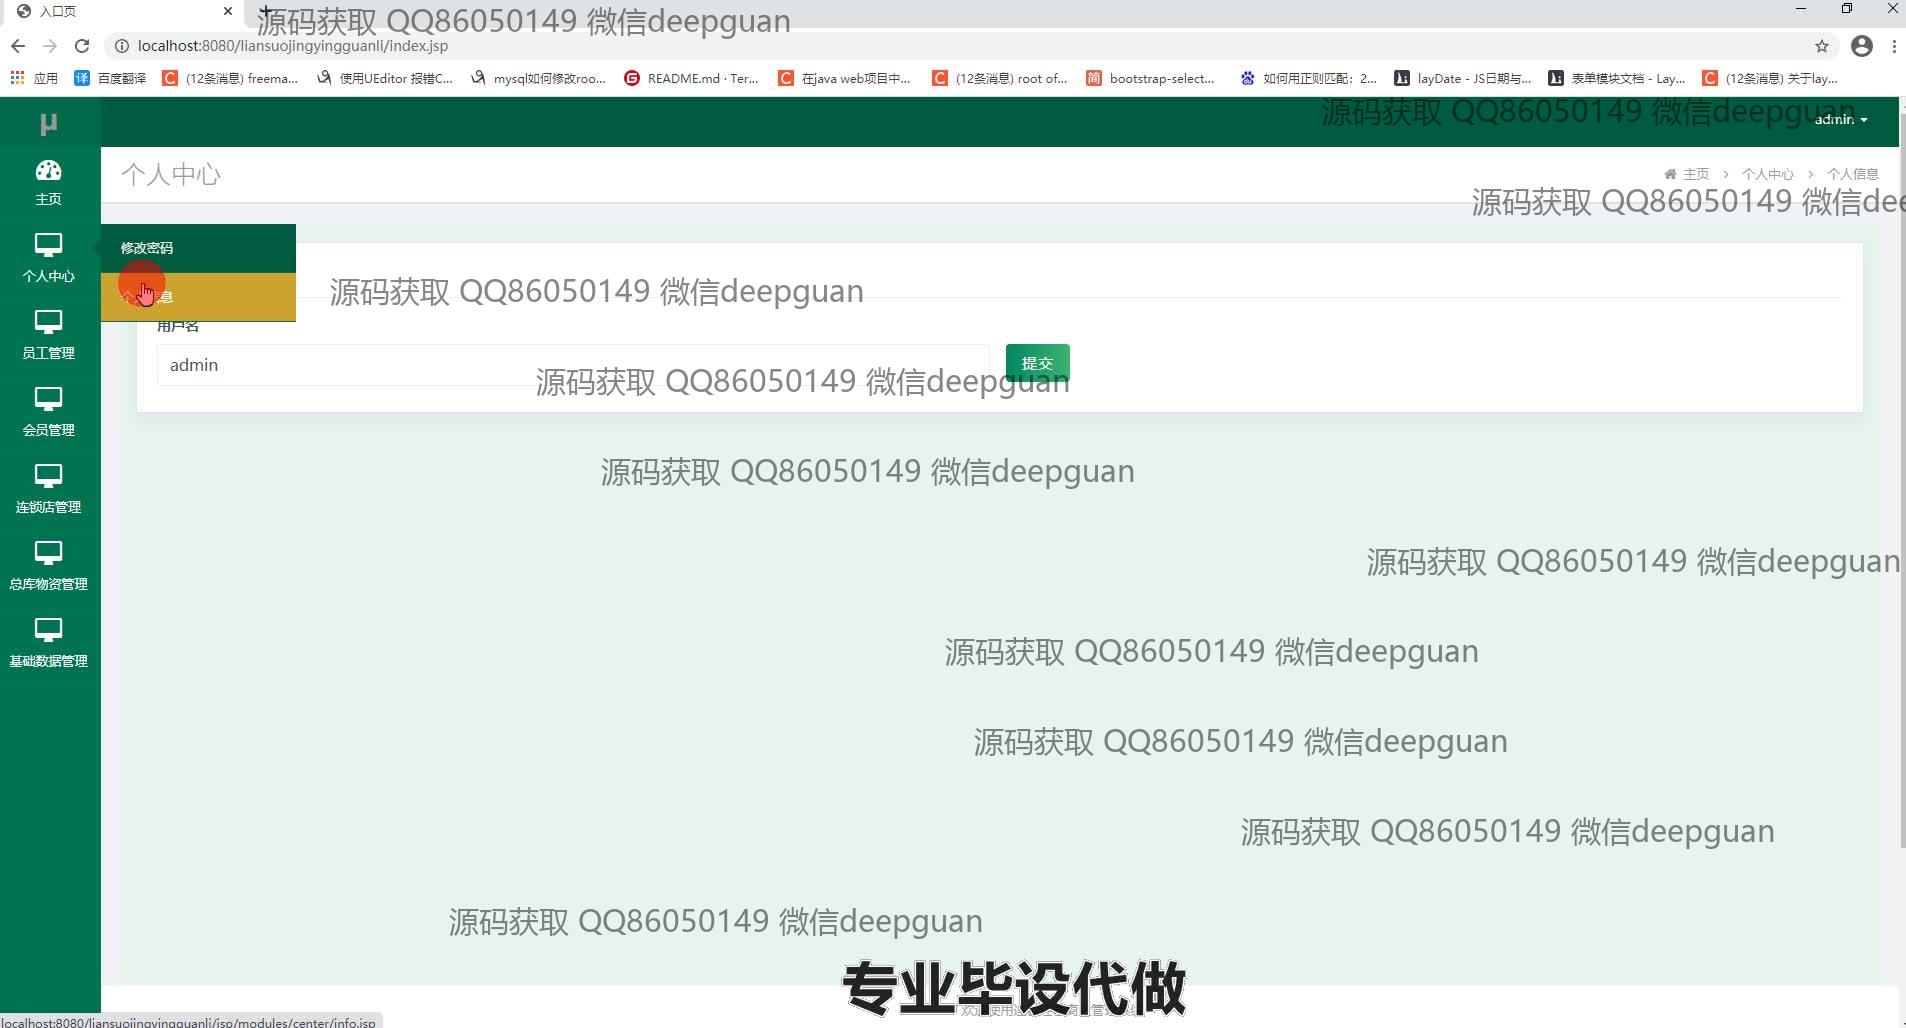 入口页
源码获取 QQ86050149 微信deepguan
localhost:8080/liansuojingyingguanli/index.jsp
应用
百度翻译
(12条消息) freema...
使用UEditor 报错C...
mysql如何修改roo...
README.md · Ter...
在java web项目中...
(12条消息) root of...
bootstrap-select...
如何用正则匹配：2...
layDate - JS日期与...
表单模块文档 - Lay...
(12条消息) 关于lay...
μ
源码获取 QQ86050149 微信deepguan
admin
主页
个人中心
主页 > 个人中心 > 个人信息
源码获取 QQ86050149 微信dee
个人中心
修改密码
息
源码获取 QQ86050149 微信deepguan
用户名
admin
提交
源码获取 QQ86050149 微信deepguan
员工管理
会员管理
源码获取 QQ86050149 微信deepguan
连锁店管理
源码获取 QQ86050149 微信deepguan
总库物资管理
源码获取 QQ86050149 微信deepguan
基础数据管理
源码获取 QQ86050149 微信deepguan
源码获取 QQ86050149 微信deepguan
源码获取 QQ86050149 微信deepguan
专业毕设代做
localhost:8080/liansuojingyingguanli/jsp/modules/center/info.jsp